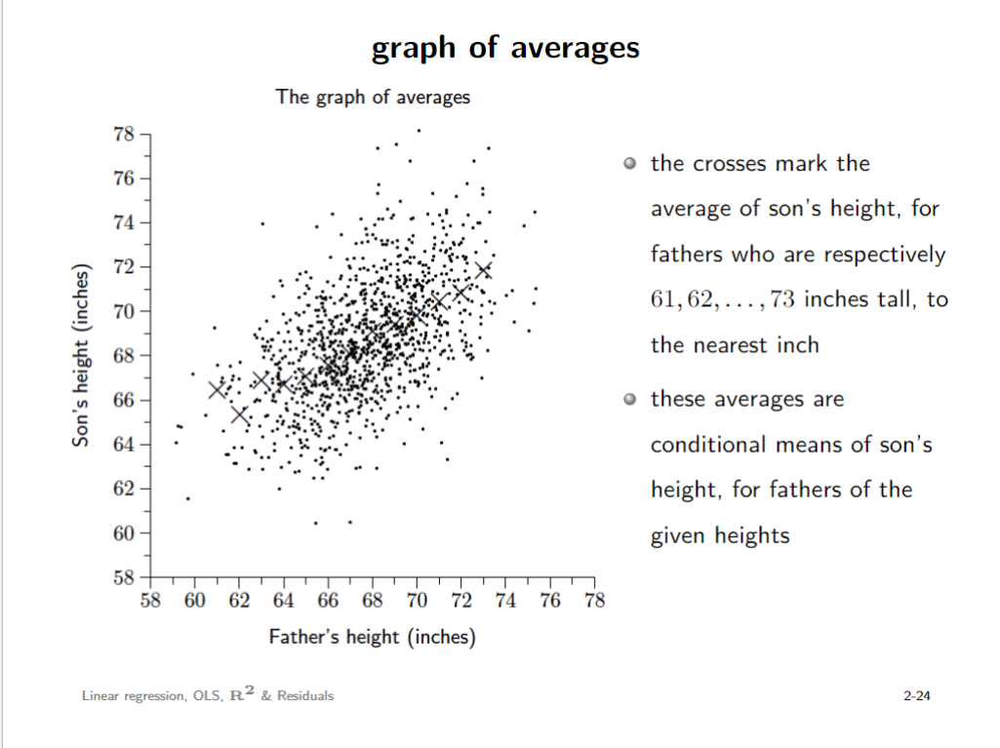 graph of averages
The graph of averages
78
76
74
72
70
68
66
64
62
60
58
Son's height (inches)
58 60 62 64 66 68 70 72 74 76 78
Father's height (inches)
the crosses mark the
average of son's height, for
fathers who are respectively
61, 62, . . . , 73 inches tall, to
the nearest inch
these averages are
conditional means of son's
height, for fathers of the
given heights
Linear regression, OLS, R² & Residuals
2-24